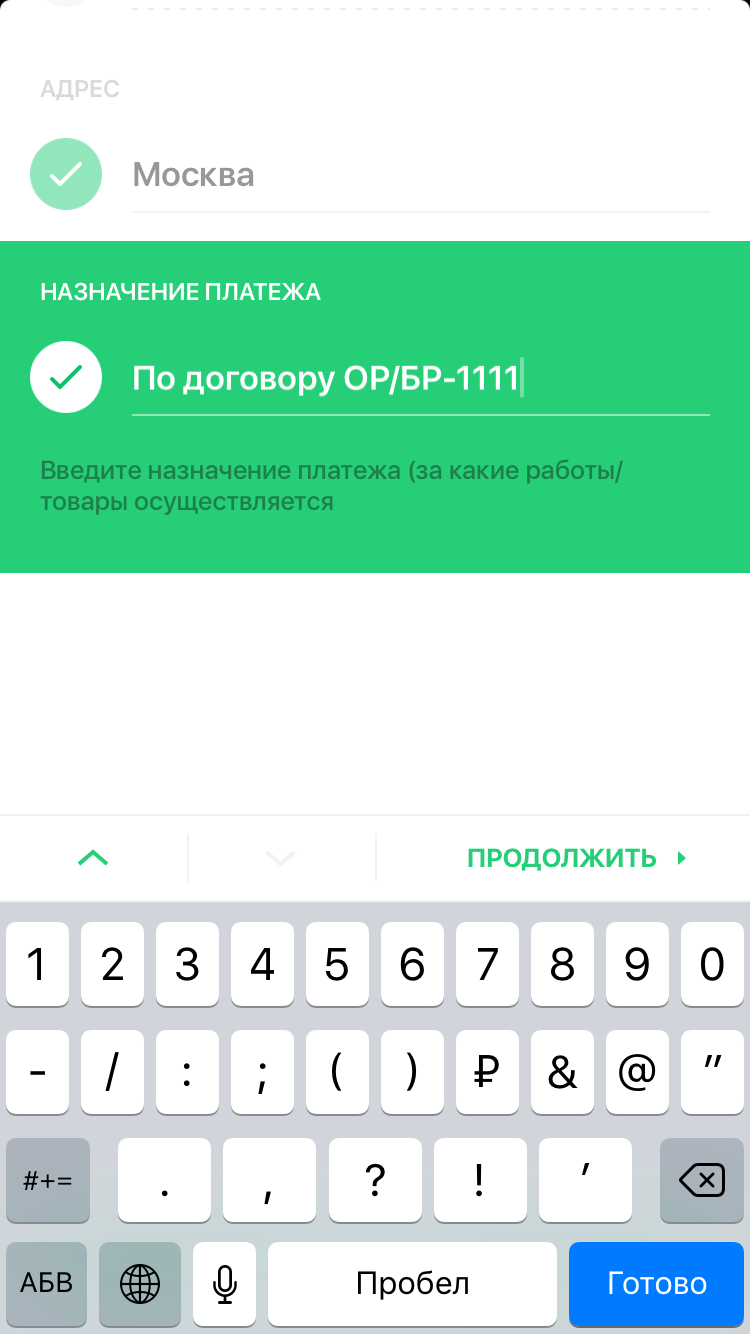 АДРЕС
Москва
НАЗНАЧЕНИЕ ПЛАТЕЖА
По договору ОР/БР-1111
Введите назначение платежа (за какие работы/
товары осуществляется
ПРОДОЛЖИТЬ
1 2 3 4 5 6 7 8 9 0
- / : ; ( ) ₽ & @ "
#+= . , ? ! '
АБВ Пробел Готово